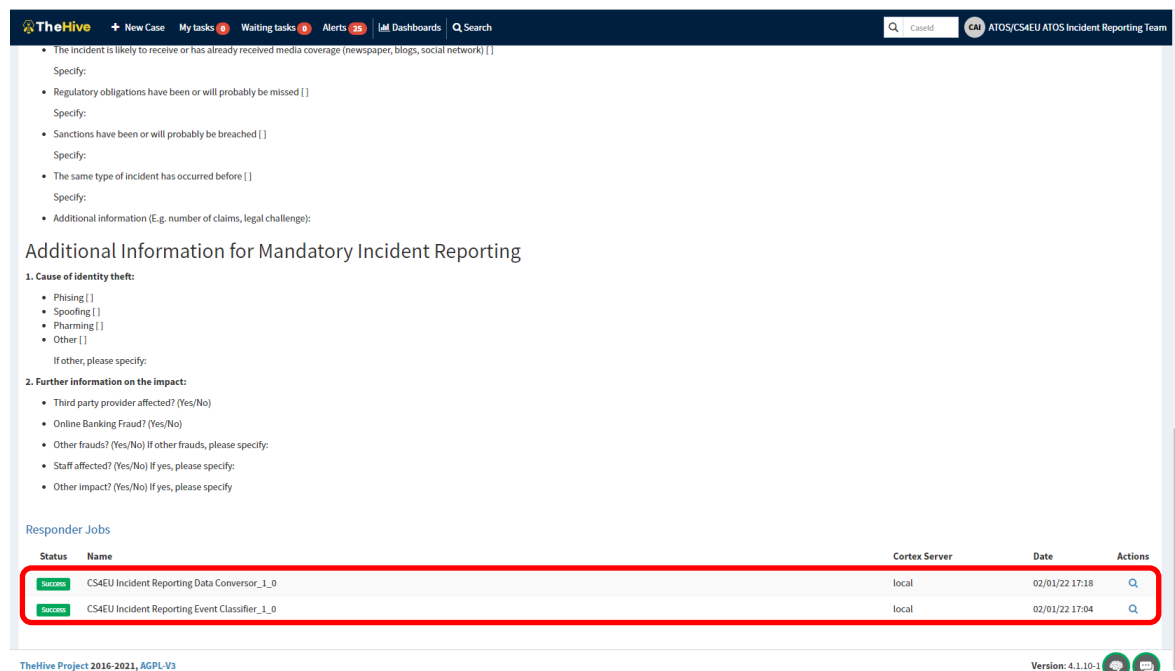 TheHive + New Case My tasks 0 Waiting tasks 0 Alerts 25 Dashboards Search CaseId CAI ATOS/CS4EU ATOS Incident Reporting Team
• The incident is likely to receive or has already received media coverage (newspaper, blogs, social network) [ ]
Specify:
• Regulatory obligations have been or will probably be missed [ ]
Specify:
• Sanctions have been or will probably be breached [ ]
Specify:
• The same type of incident has occurred before [ ]
Specify:
• Additional information (E.g. number of claims, legal challenge):
Additional Information for Mandatory Incident Reporting
1. Cause of identity theft:
• Phising [ ]
• Spoofing [ ]
• Pharming [ ]
• Other [ ]
If other, please specify:
2. Further information on the impact:
• Third party provider affected? (Yes/No)
• Online Banking Fraud? (Yes/No)
• Other frauds? (Yes/No) If other frauds, please specify:
• Staff affected? (Yes/No) If yes, please specify:
• Other impact? (Yes/No) If yes, please specify
Responder Jobs
Status Name Cortex Server Date Actions
Success CS4EU Incident Reporting Data Conversor_1_0 local 02/01/22 17:18
Success CS4EU Incident Reporting Event Classifier_1_0 local 02/01/22 17:04
TheHive Project 2016-2021, AGPL-V3 Version: 4.1.10-1